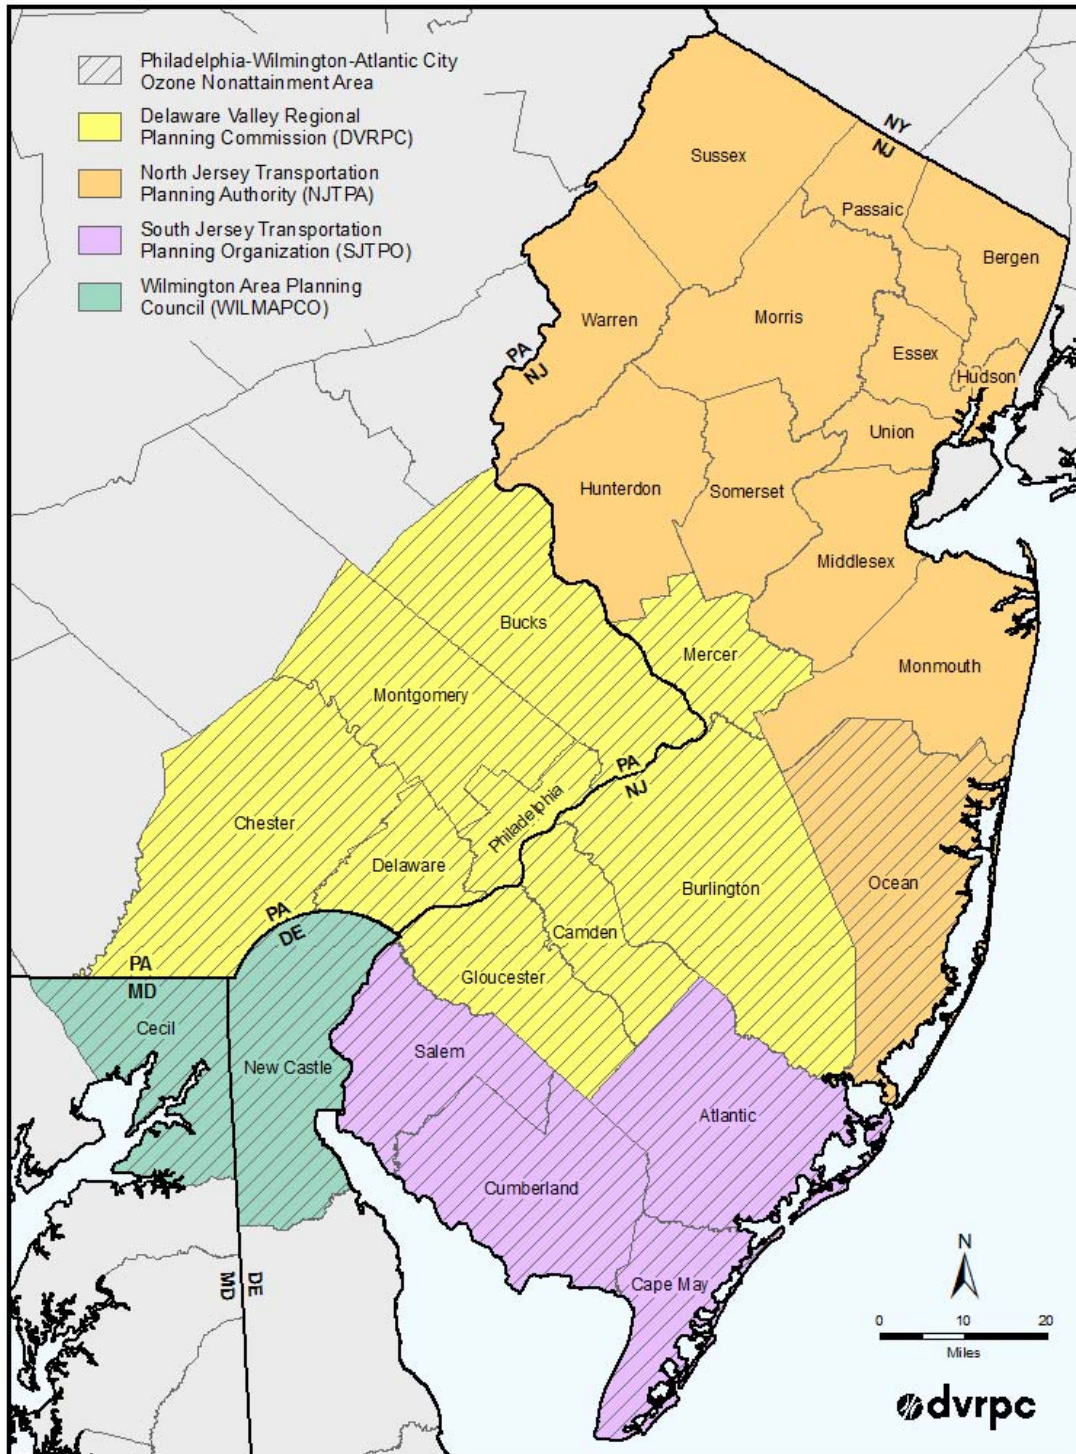 Philadelphia-Wilmington-Atlantic City
Ozone Nonattainment Area
Delaware Valley Regional
Planning Commission (DVRPC)
North Jersey Transportation
Planning Authority (NJTPA)
South Jersey Transportation
Planning Organization (SJTPO)
Wilmington Area Planning
Council (WILMAPCO)
NY
NJ
Sussex
Passaic
Bergen
Warren
Morris
PA
NJ
Essex
Hudson
Union
Hunterdon
Somerset
Middlesex
Bucks
Mercer
Monmouth
Montgomery
PA
NJ
Philadelphia
Chester
Delaware
Burlington
Ocean
PA
DE
Camden
Gloucester
PA
MD
Cecil
New Castle
Salem
Atlantic
Cumberland
Cape May
MD
DE
N
0 10 20
Miles
dvrpc